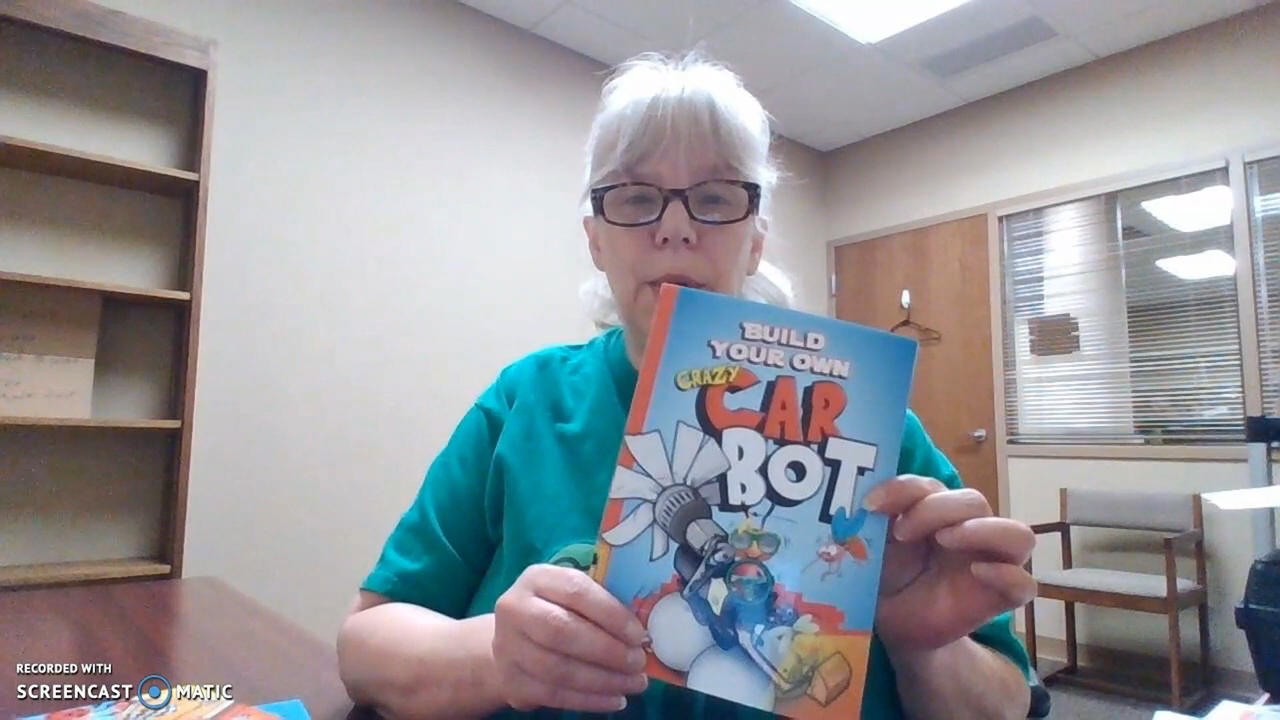 BUILD
YOUR OWN
CRAZY
CAR
BOT
RECORDED WITH
SCREENCAST MATIC